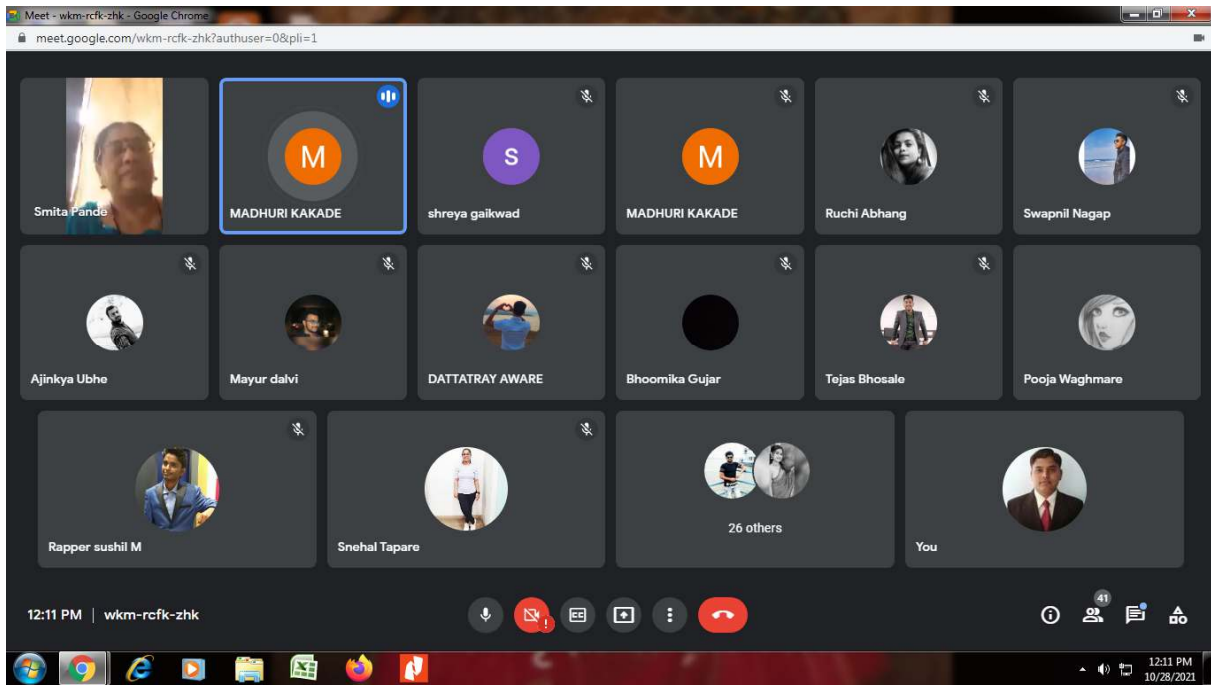 Meet - wkm-rcfk-zhk - Google Chrome
meet.google.com/wkm-rcfk-zhk?authuser=0&pli=1
Smita Pande
M
MADHURI KAKADE
S
shreya gaikwad
M
MADHURI KAKADE
Ruchi Abhang
Swapnil Nagap
Ajinkya Ubhe
Mayur dalvi
DATTATRAY AWARE
Bhoomika Gujar
Tejas Bhosale
Pooja Waghmare
Rapper sushil M
Snehal Tapare
26 others
You
12:11 PM | wkm-rcfk-zhk
CC
!
41
12:11 PM
10/28/2021